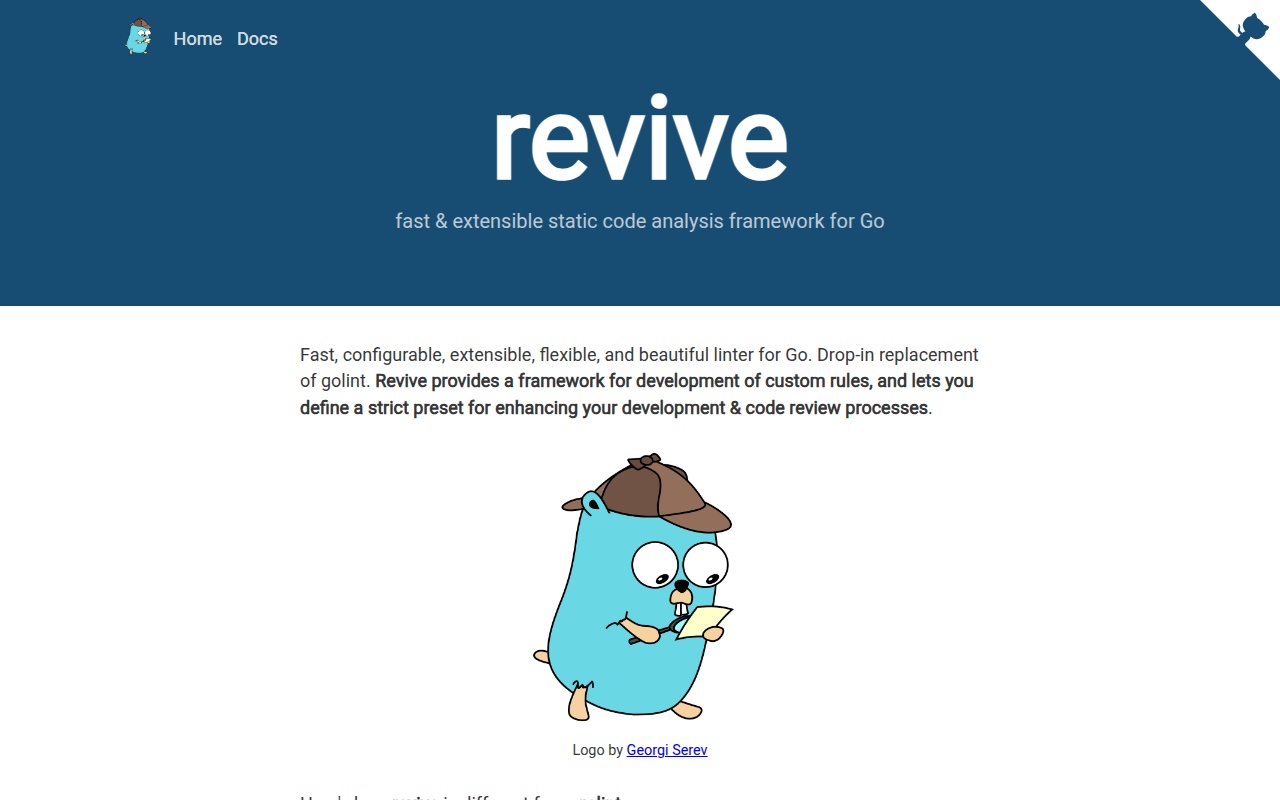 Home Docs
revive
fast & extensible static code analysis framework for Go
Fast, configurable, extensible, flexible, and beautiful linter for Go. Drop-in replacement
of golint. Revive provides a framework for development of custom rules, and lets you
define a strict preset for enhancing your development & code review processes.
Logo by Georgi Serev